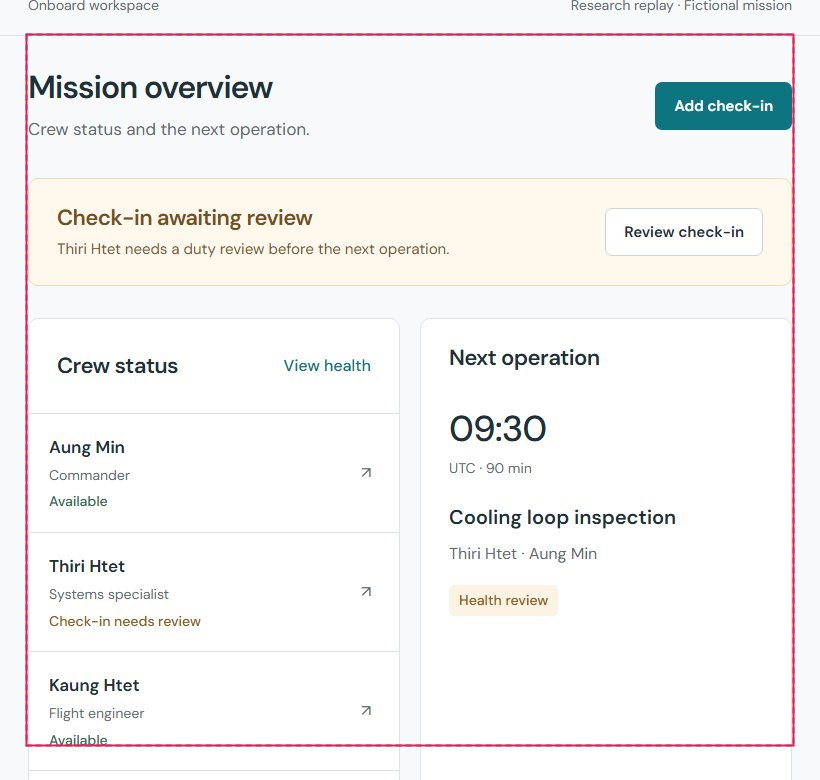 Onboard workspace
Research replay · Fictional mission
Mission overview
Crew status and the next operation.
Add check-in
Check-in awaiting review
Thiri Htet needs a duty review before the next operation.
Review check-in
Crew status
View health
Aung Min
Commander
Available
Thiri Htet
Systems specialist
Check-in needs review
Kaung Htet
Flight engineer
Available
Next operation
09:30
UTC · 90 min
Cooling loop inspection
Thiri Htet · Aung Min
Health review